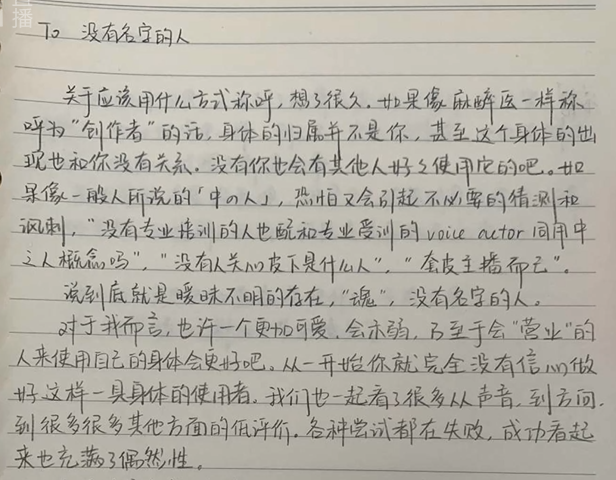 播
To 没有名字的人
关于应该用什么方式称呼，想了很久．如果像麻醉医一样称
呼为"创作者"的话，身体的归属并不是你，甚至这个身体的出
现也和你没有关系．没有你也会有其他人好好使用它的吧．如
果像一般人所说的「中の人」，恐怕又会引起不必要的猜测和
讽刺，"没有专业培训的人也配和专业受训的 voice actor 同用中
之人概念吗"，"没有人关心皮下是什么人"，"套皮主播而已"。
说到底就是暧昧不明的存在，"魂"，没有名字的人。
对于我而言，也许一个更加可爱，会示弱，乃至于会"营业"的
人来使用自己的身体会更好吧．从一开始你就完全没有信心做
好这样一具身体的使用者．我们也一起看了很多从声音，到方向，
到很多很多其他方面的低评价．各种尝试都在失败，成功看起
来也充满了偶然性。